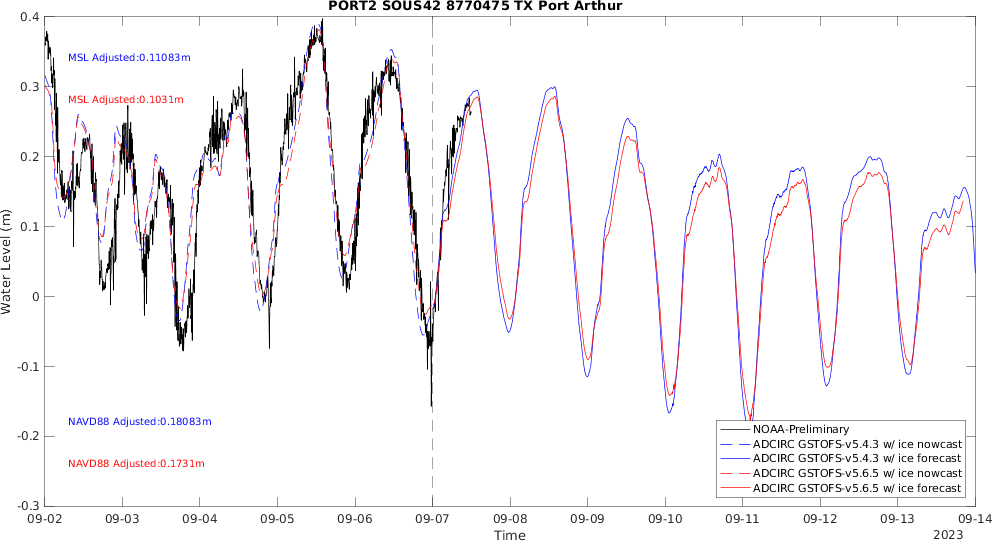 PORT2 SOUS42 8770475 TX Port Arthur
0.4
0.3
0.2
0.1
0
-0.1
-0.2
-0.3
Water Level (m)
MSL Adjusted:0.11083m
MSL Adjusted:0.1031m
NAVD88 Adjusted:0.18083m
NAVD88 Adjusted:0.1731m
NOAA-Preliminary
ADCIRC GSTOFS-v5.4.3 w/ ice nowcast
ADCIRC GSTOFS-v5.4.3 w/ ice forecast
ADCIRC GSTOFS-v5.6.5 w/ ice nowcast
ADCIRC GSTOFS-v5.6.5 w/ ice forecast
09-02 09-03 09-04 09-05 09-06 09-07 09-08 09-09 09-10 09-11 09-12 09-13 09-14
Time
2023